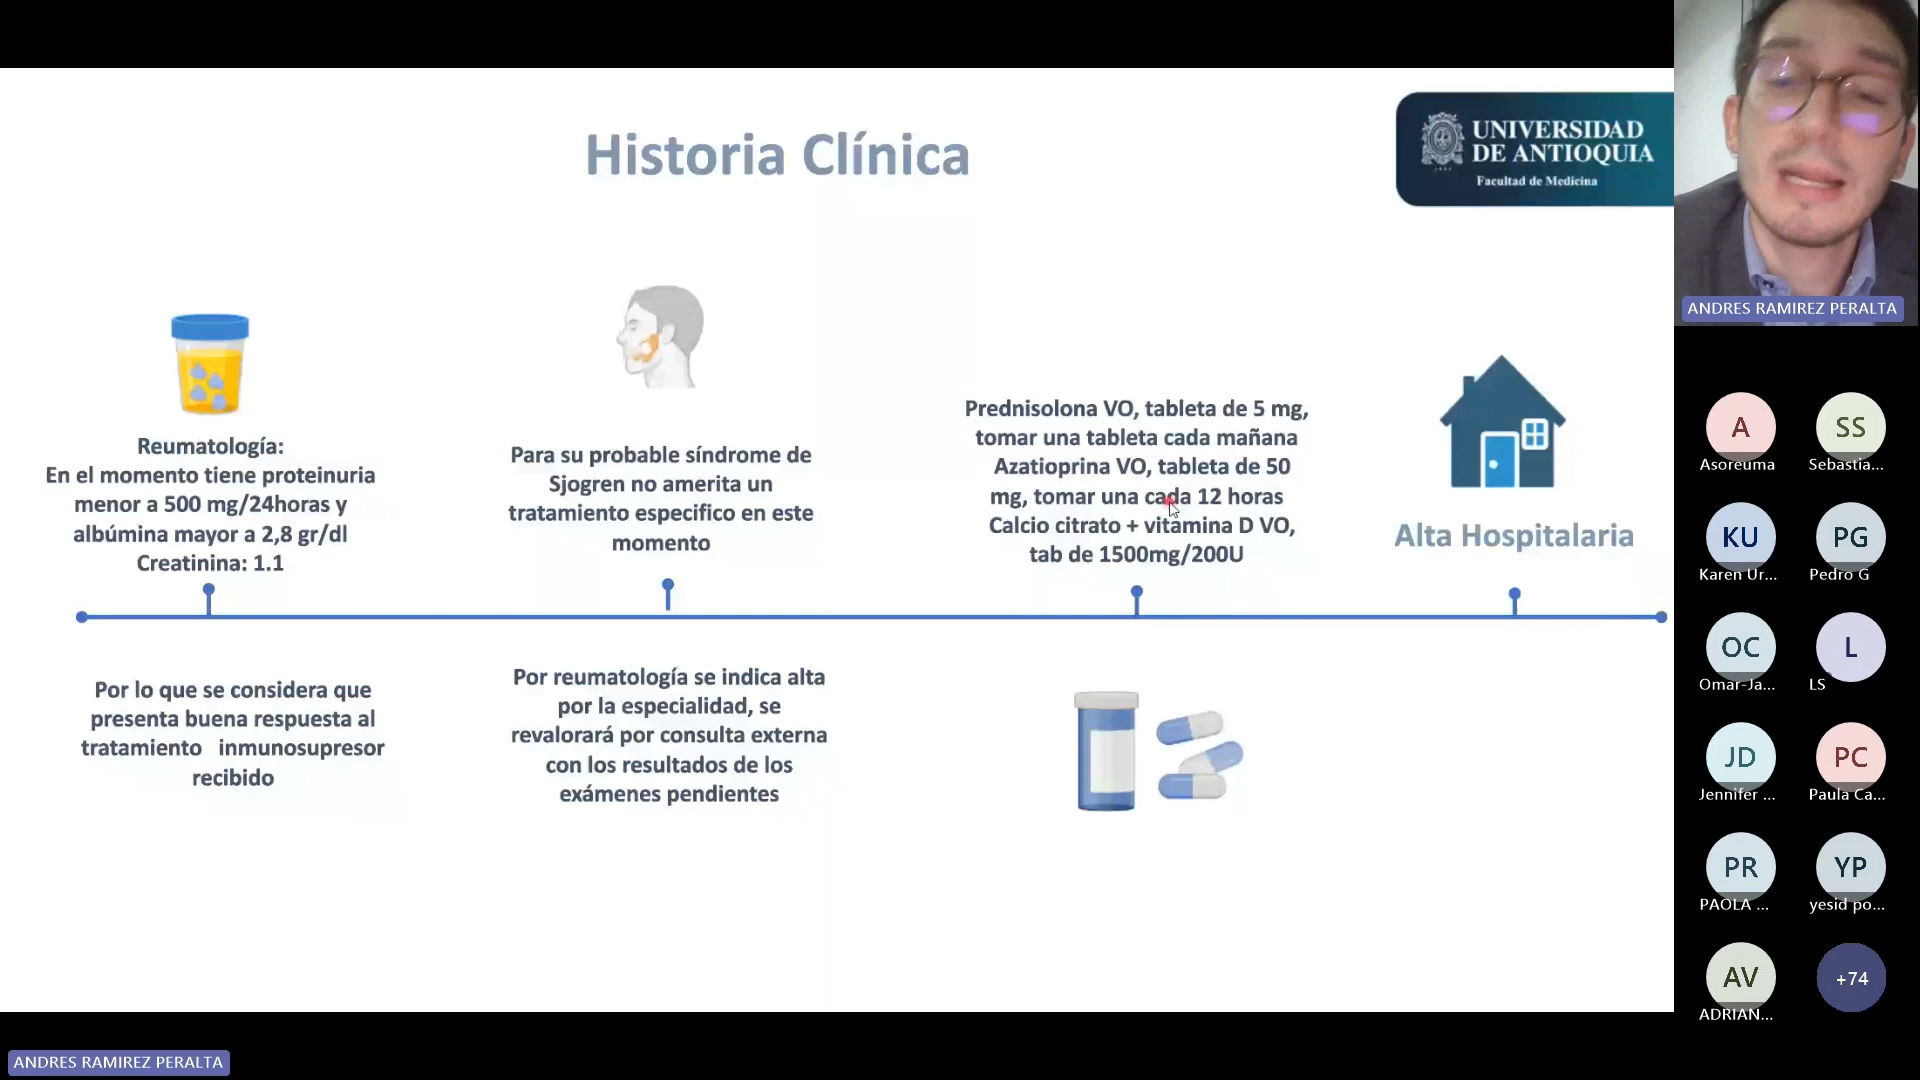 Historia Clínica
UNIVERSIDAD
DE ANTIOQUIA
1803
Facultad de Medicina
ANDRES RAMIREZ PERALTA
Reumatología:
En el momento tiene proteinuria
menor a 500 mg/24horas y
albúmina mayor a 2,8 gr/dl
Creatinina: 1.1
Para su probable síndrome de
Sjogren no amerita un
tratamiento especifico en este
momento
Prednisolona VO, tableta de 5 mg,
tomar una tableta cada mañana
Azatioprina VO, tableta de 50
mg, tomar una cada 12 horas
Calcio citrato + vitamina D VO,
tab de 1500mg/200U
Alta Hospitalaria
Por lo que se considera que
presenta buena respuesta al
tratamiento inmunosupresor
recibido
Por reumatología se indica alta
por la especialidad, se
revalorará por consulta externa
con los resultados de los
exámenes pendientes
A
Asoreuma
SS
Sebastia...
KU
Karen Ur...
PG
Pedro G
OC
Omar-Ja...
L
LS
JD
Jennifer ...
PC
Paula Ca...
PR
PAOLA ...
YP
yesid po...
AV
ADRIAN...
+74
ANDRES RAMIREZ PERALTA